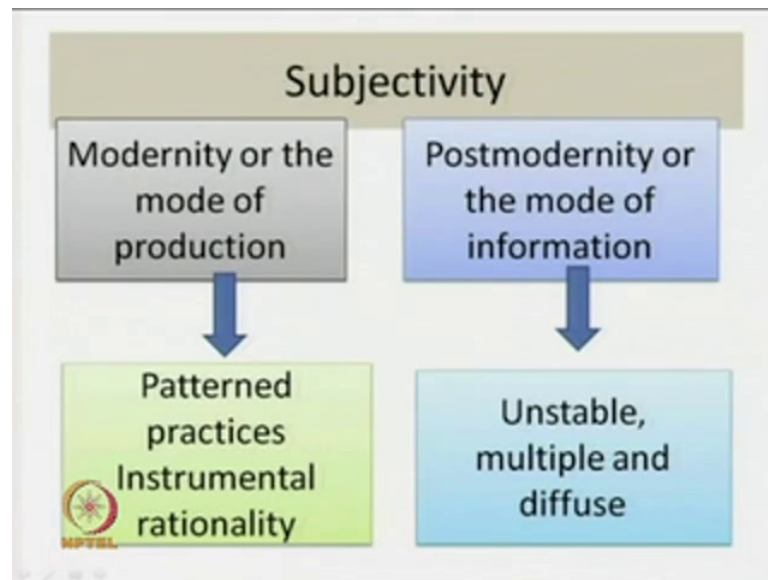 Subjectivity
Modernity or the
mode of
production
Postmodernity or
the mode of
information
Patterned
practices
Instrumental
rationality
Unstable,
multiple and
diffuse
NPTEL